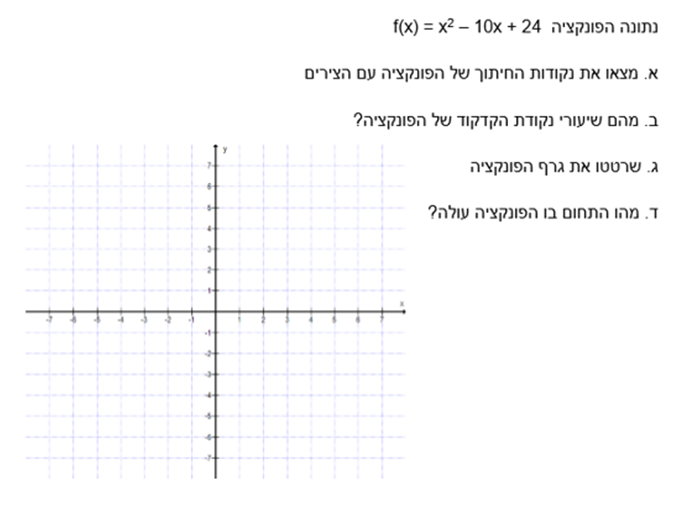 נתונה הפונקציה f(x) = x² – 10x + 24
א. מצאו את נקודות החיתוך של הפונקציה עם הצירים
ב. מהם שיעורי נקודת הקדקוד של הפונקציה?
ג. שרטטו את גרף הפונקציה
ד. מהו התחום בו הפונקציה עולה?
y
7
6
5
4
3
2
1
x
-7 -6 -5 -4 -3 -2 -1 1 2 3 4 5 6 7
-1
-2
-3
-4
-5
-6
-7